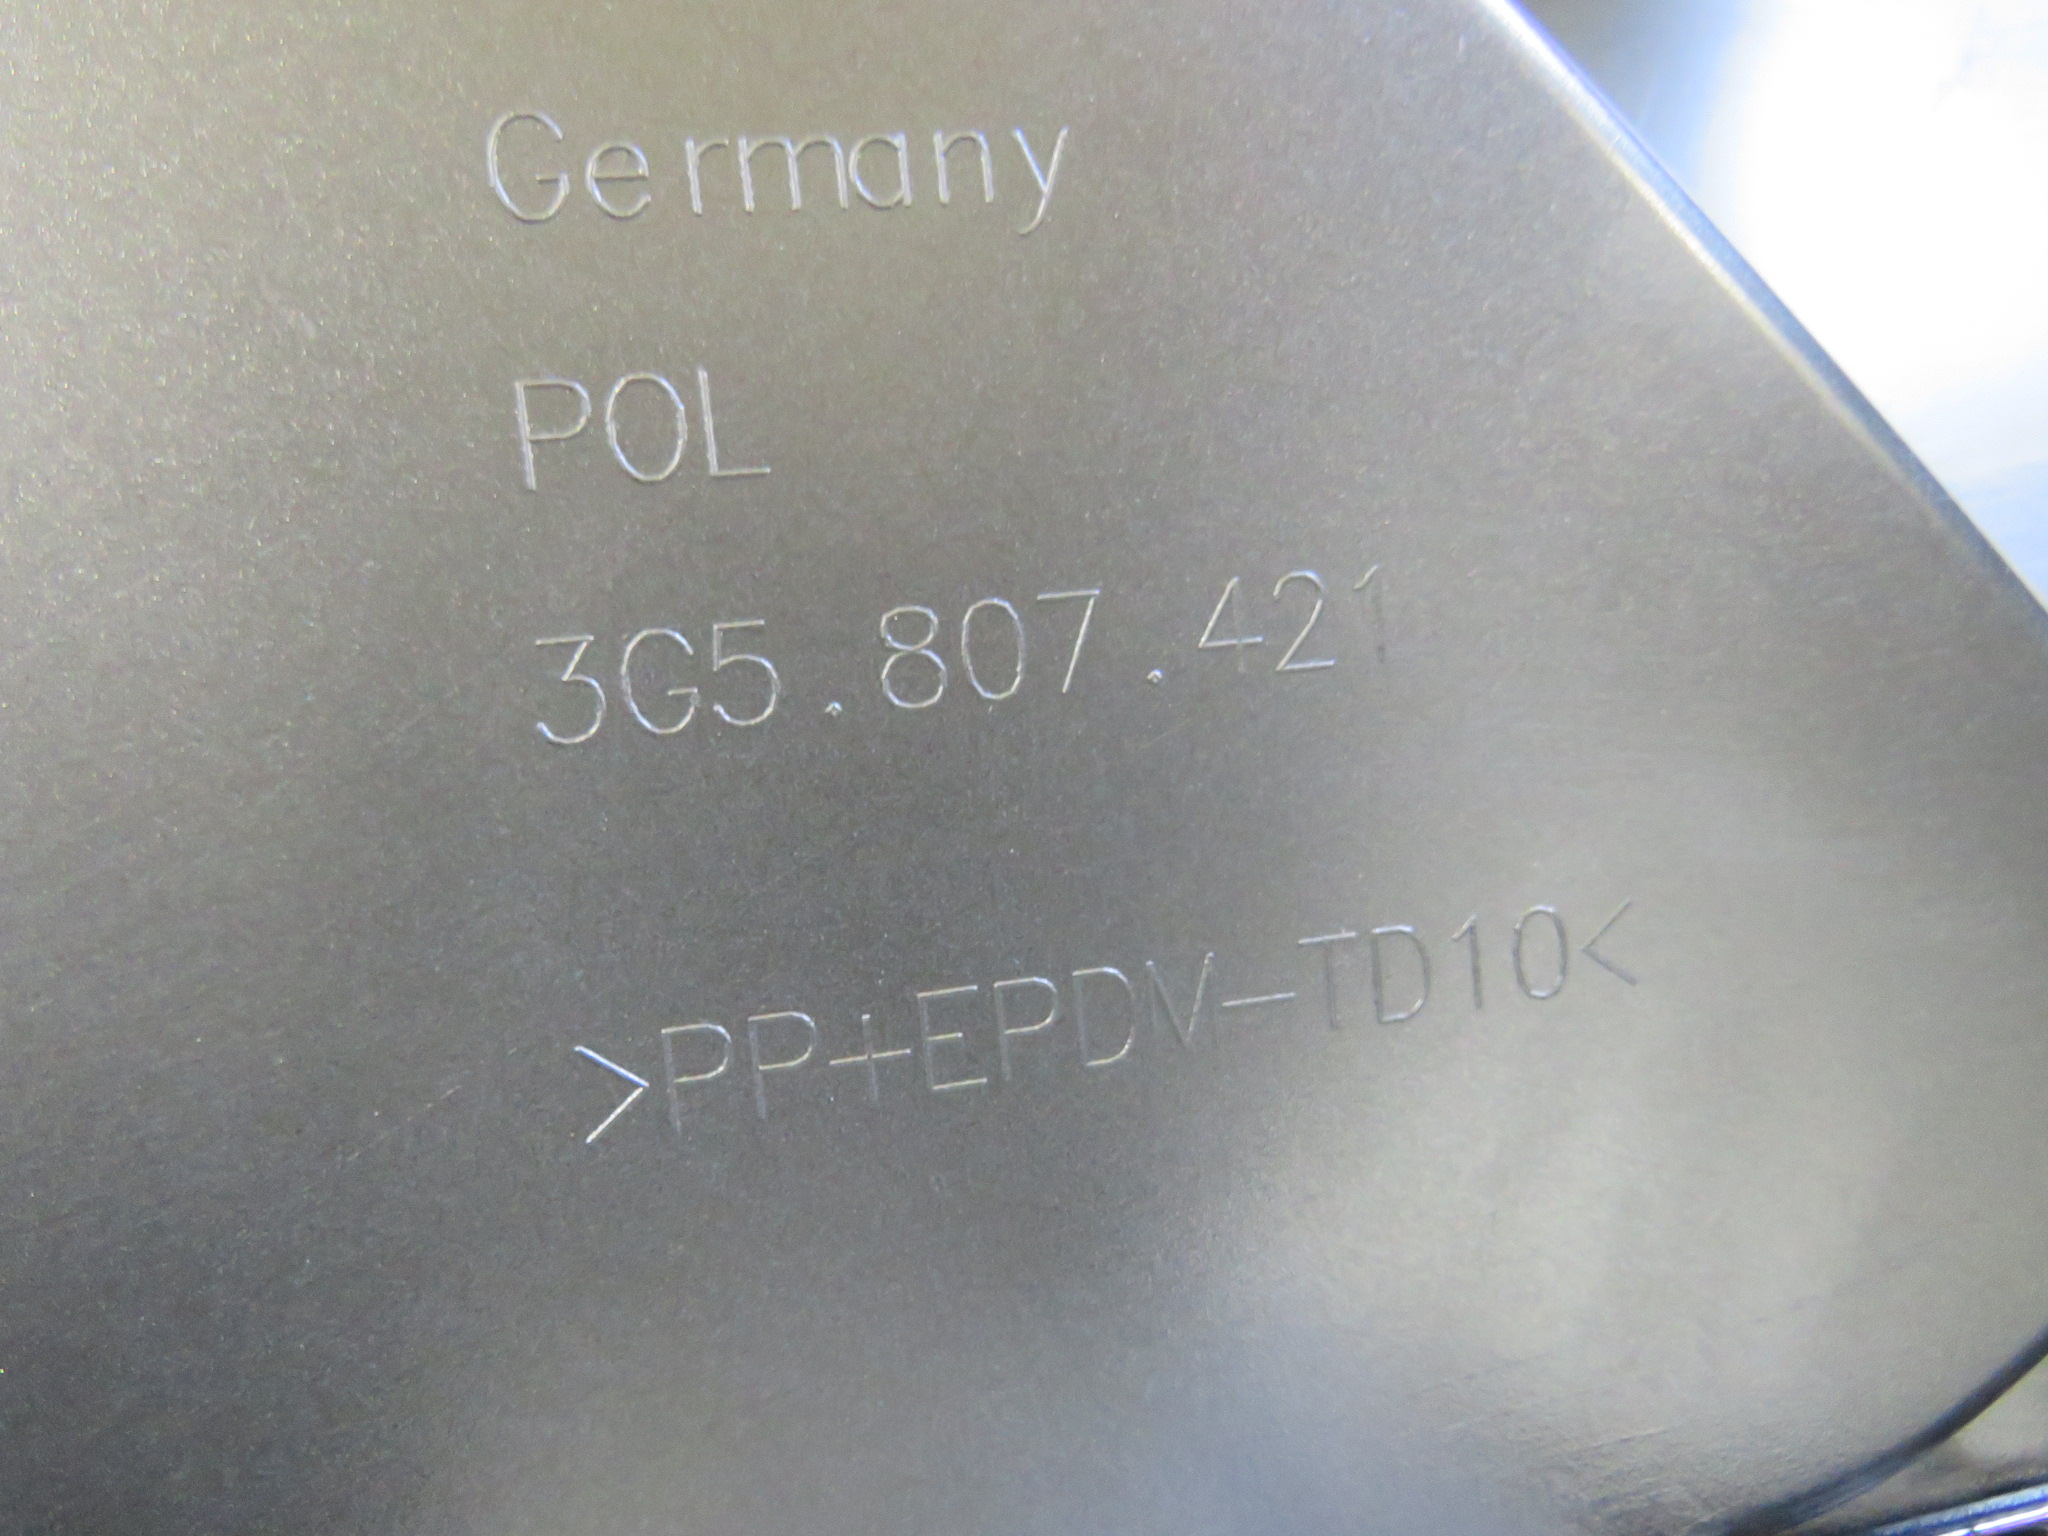 Germany
POL
3G5.807.421
>PP+EPDM-TD10<